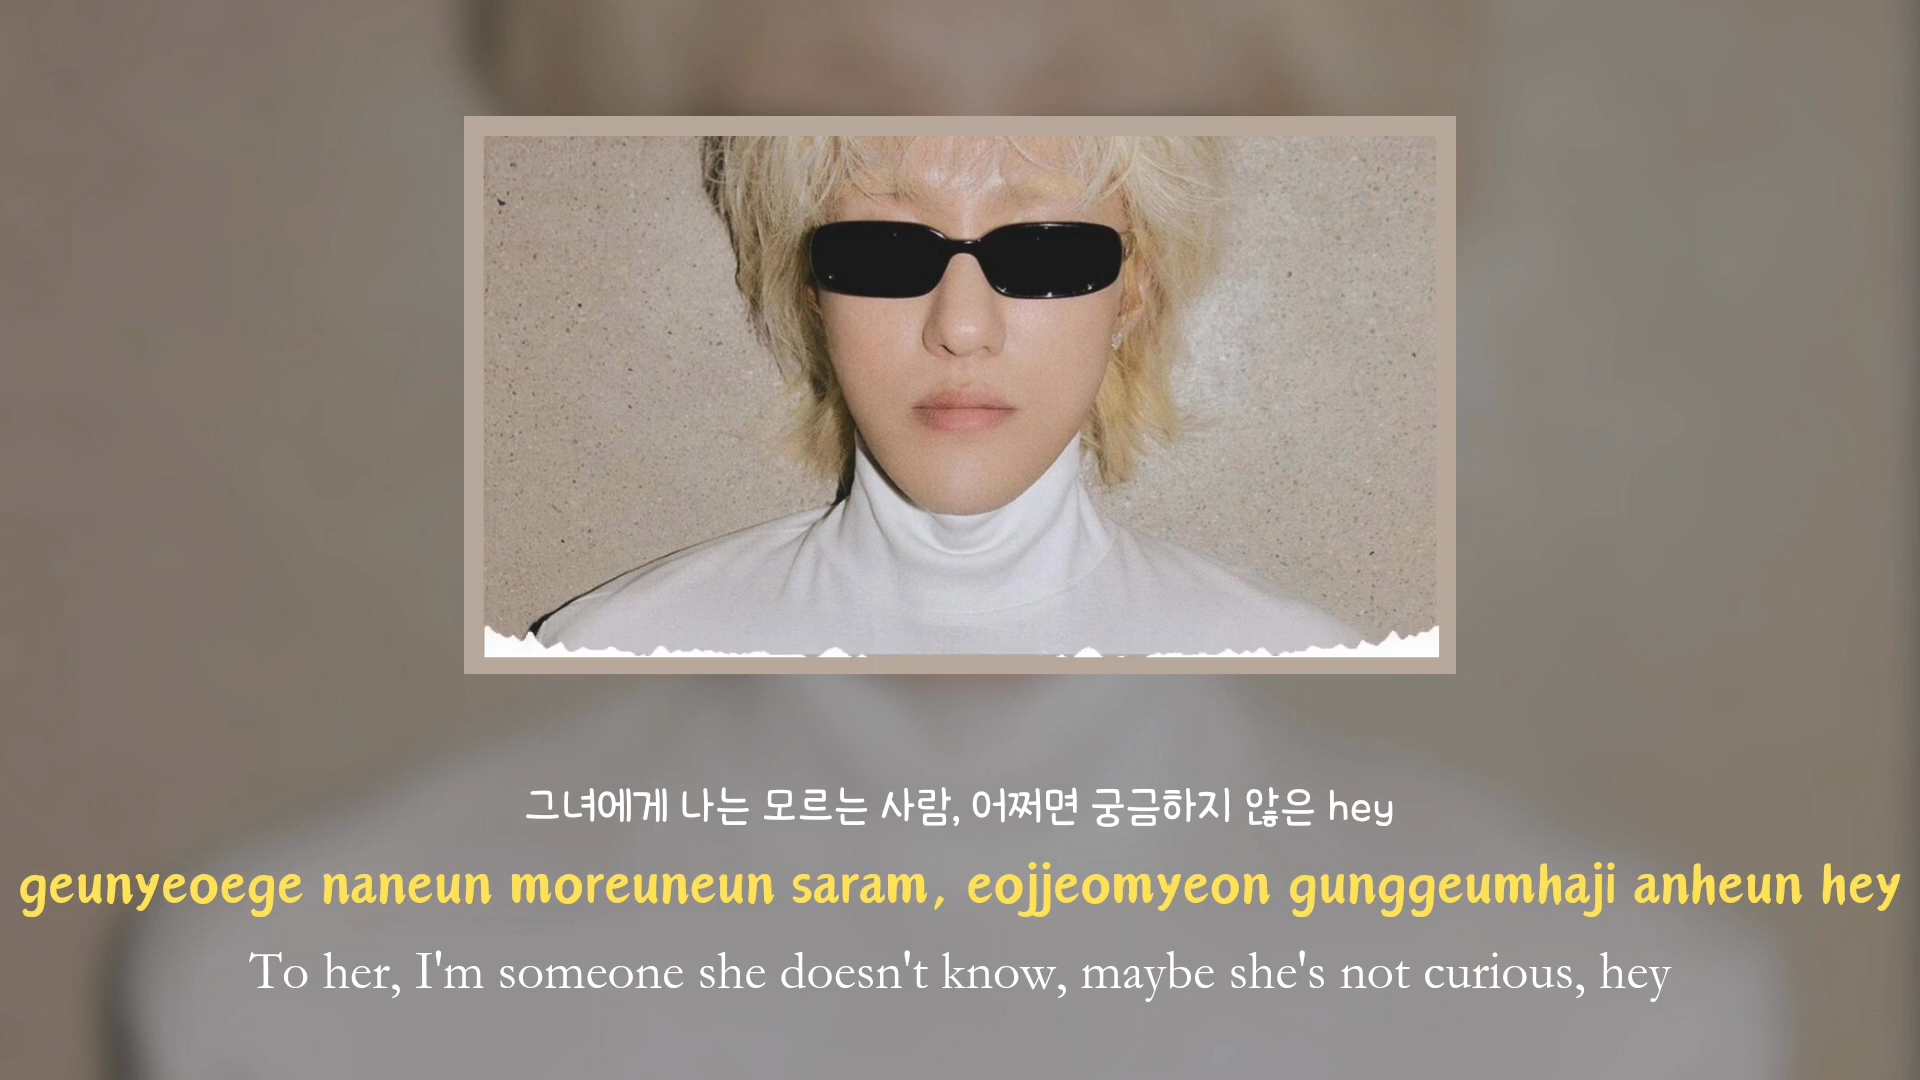 그녀에게 나는 모르는 사람, 어쩌면 궁금하지 않은 hey
geunyeoege naneun moreuneun saram, eojjeomyeon gunggeumhaji anheun hey
To her, I'm someone she doesn't know, maybe she's not curious, hey